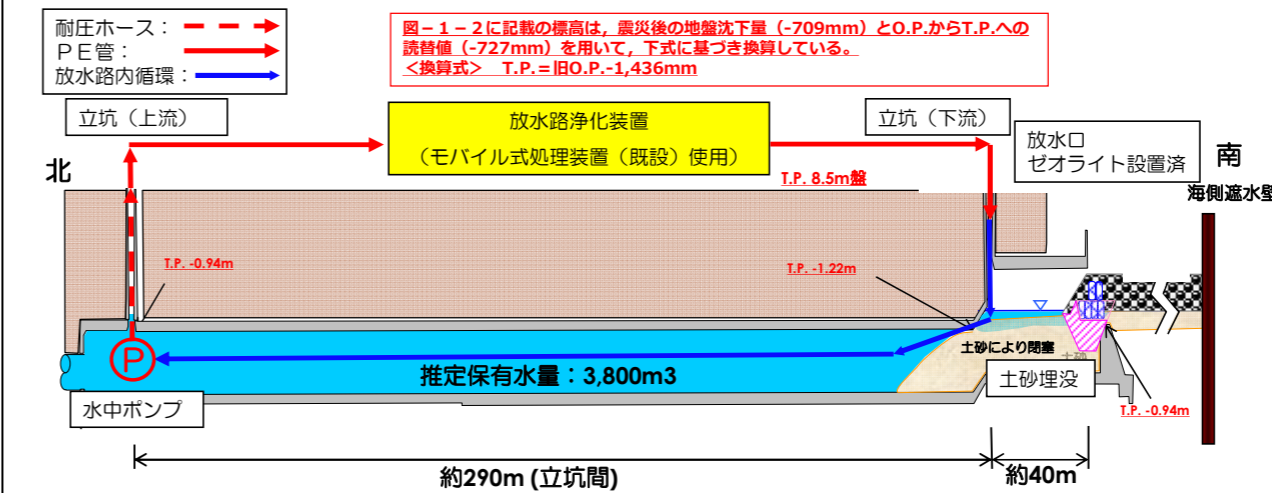 耐圧ホース：
ＰＥ管：
放水路内循環：
図－１－２に記載の標高は，震災後の地盤沈下量（-709mm）とO.P.からT.P.への
読替値（-727mm）を用いて，下式に基づき換算している。
＜換算式＞ T.P.＝旧O.P.-1,436mm
立坑（上流）
放水路浄化装置
（モバイル式処理装置（既設）使用）
立坑（下流）
放水口
ゼオライト設置済
北
南
T.P. 8.5m盤
海側遮水壁
T.P. -0.94m
T.P. -1.22m
P
土砂により閉塞
土砂
推定保有水量：3,800m3
土砂埋没
水中ポンプ
T.P. -0.94m
約290m (立坑間)
約40m